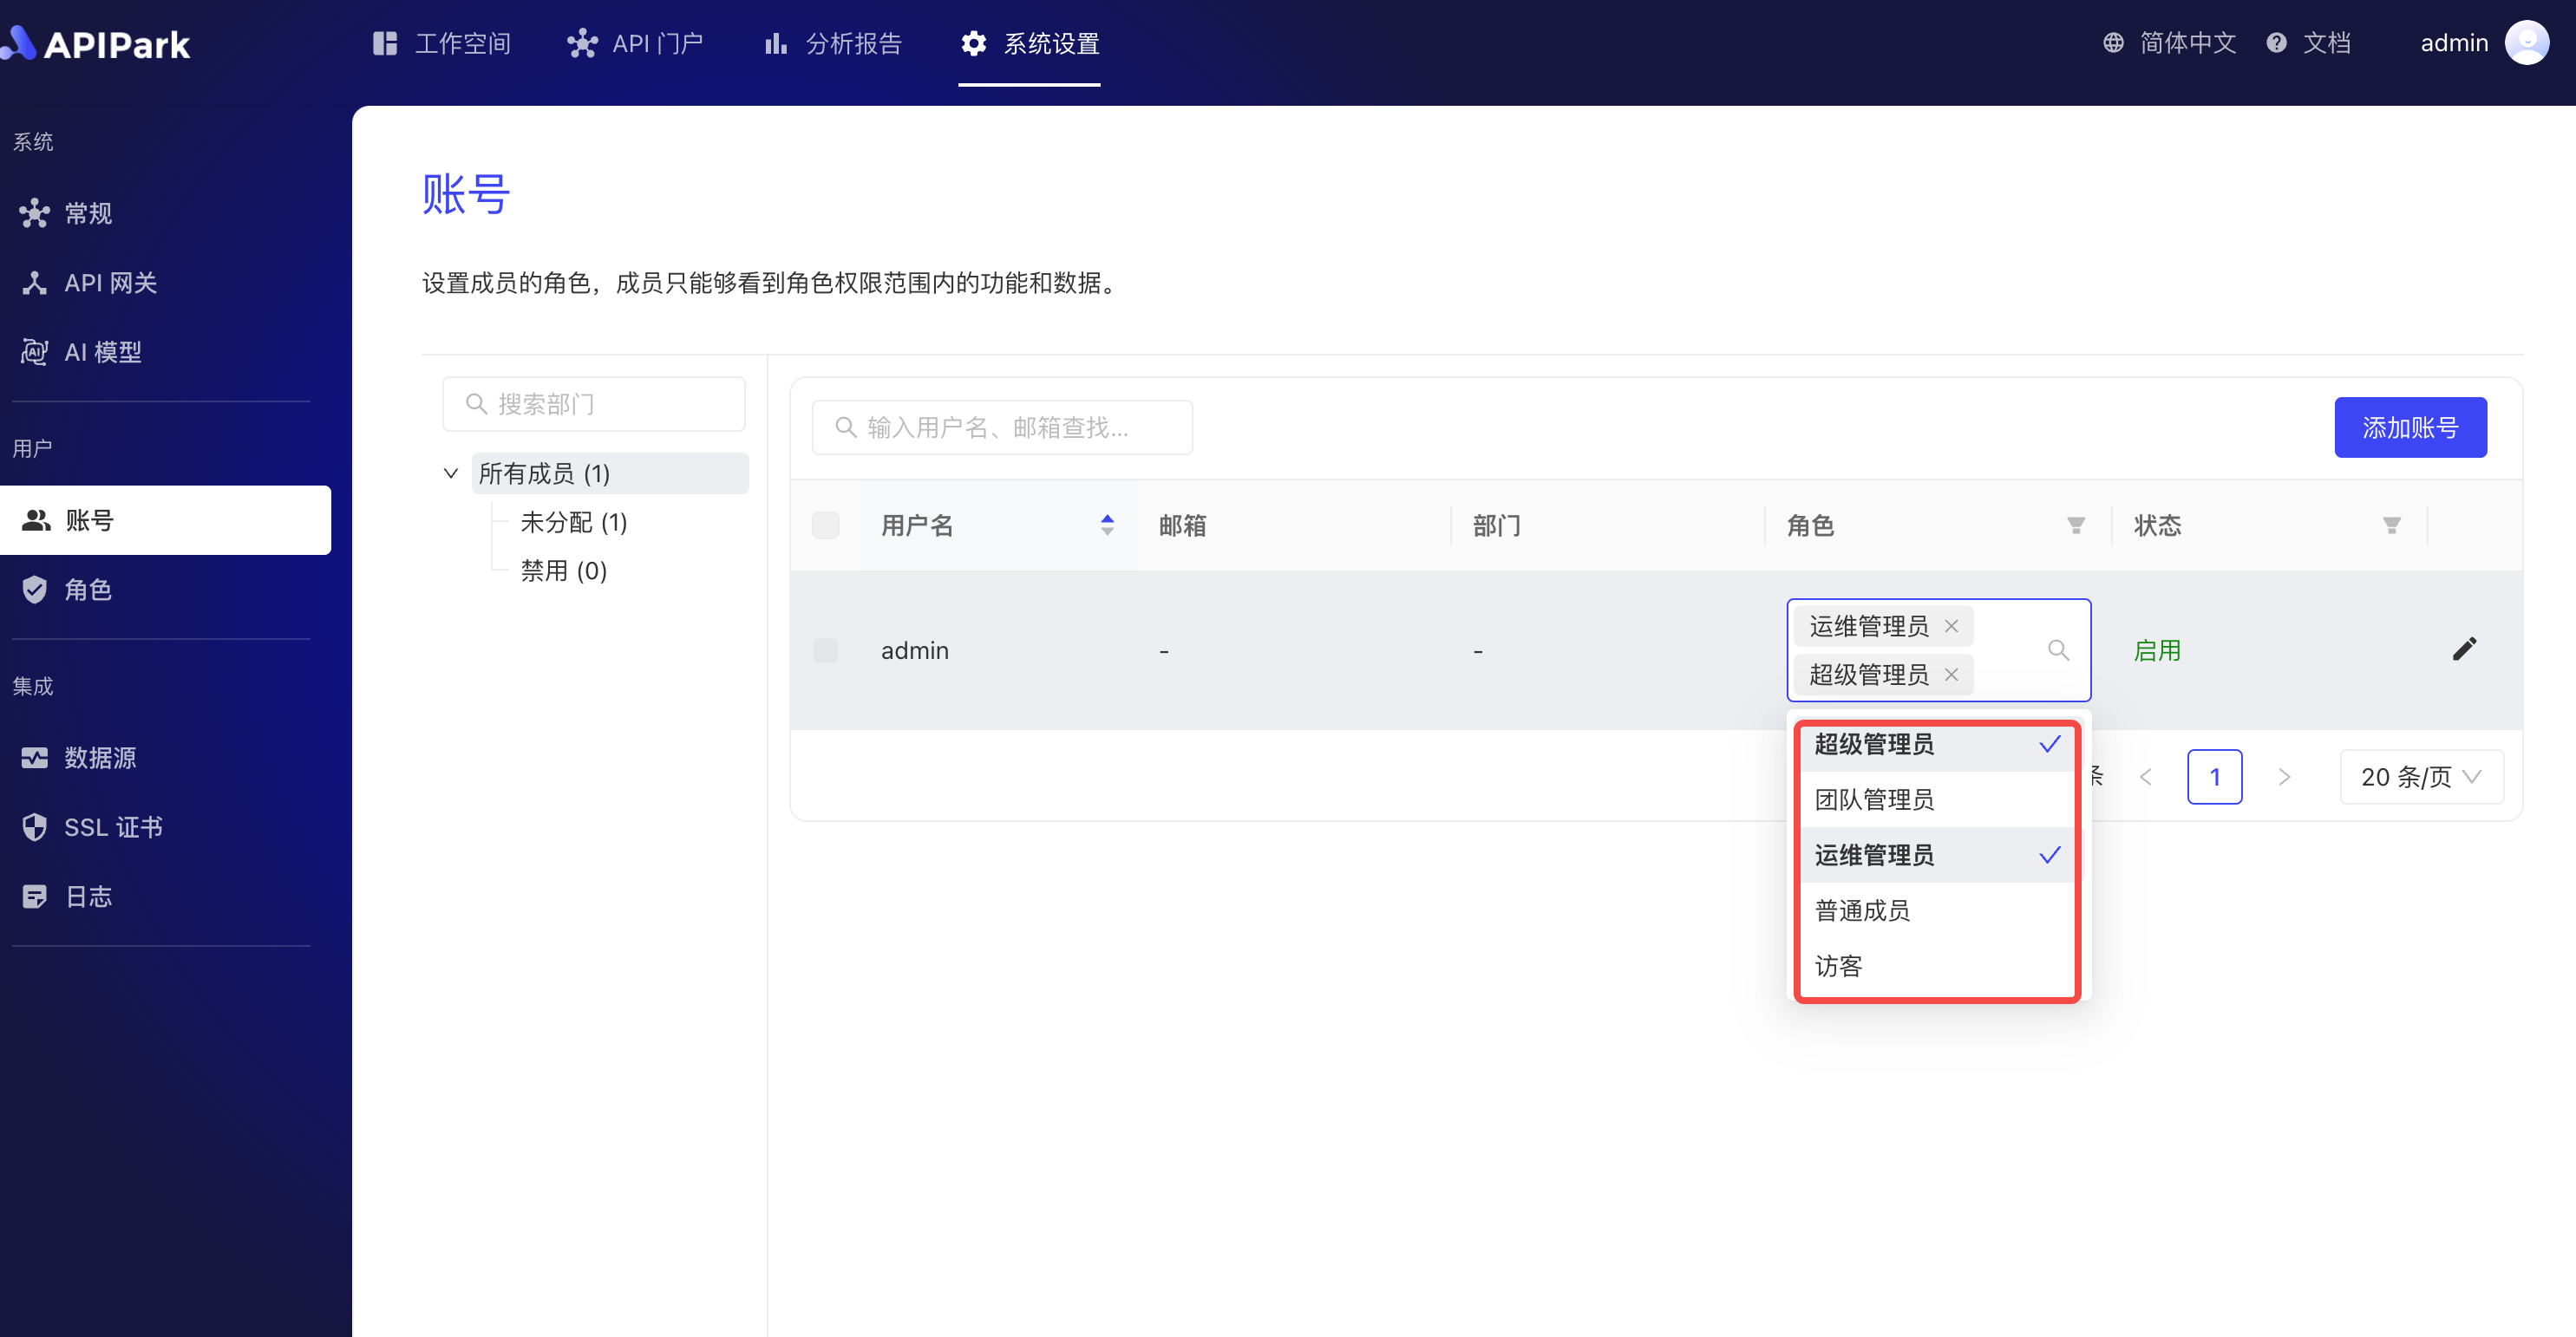 APIPark
工作空间
API 门户
分析报告
系统设置
简体中文
文档
admin
系统
常规
API 网关
AI 模型
用户
账号
角色
集成
数据源
SSL 证书
日志
账号
设置成员的角色，成员只能够看到角色权限范围内的功能和数据。
搜索部门
所有成员 (1)
未分配 (1)
禁用 (0)
输入用户名、邮箱查找...
添加账号
用户名
邮箱
部门
角色
状态
admin
-
-
运维管理员
超级管理员
启用
超级管理员
团队管理员
运维管理员
普通成员
访客
条
1
20 条/页